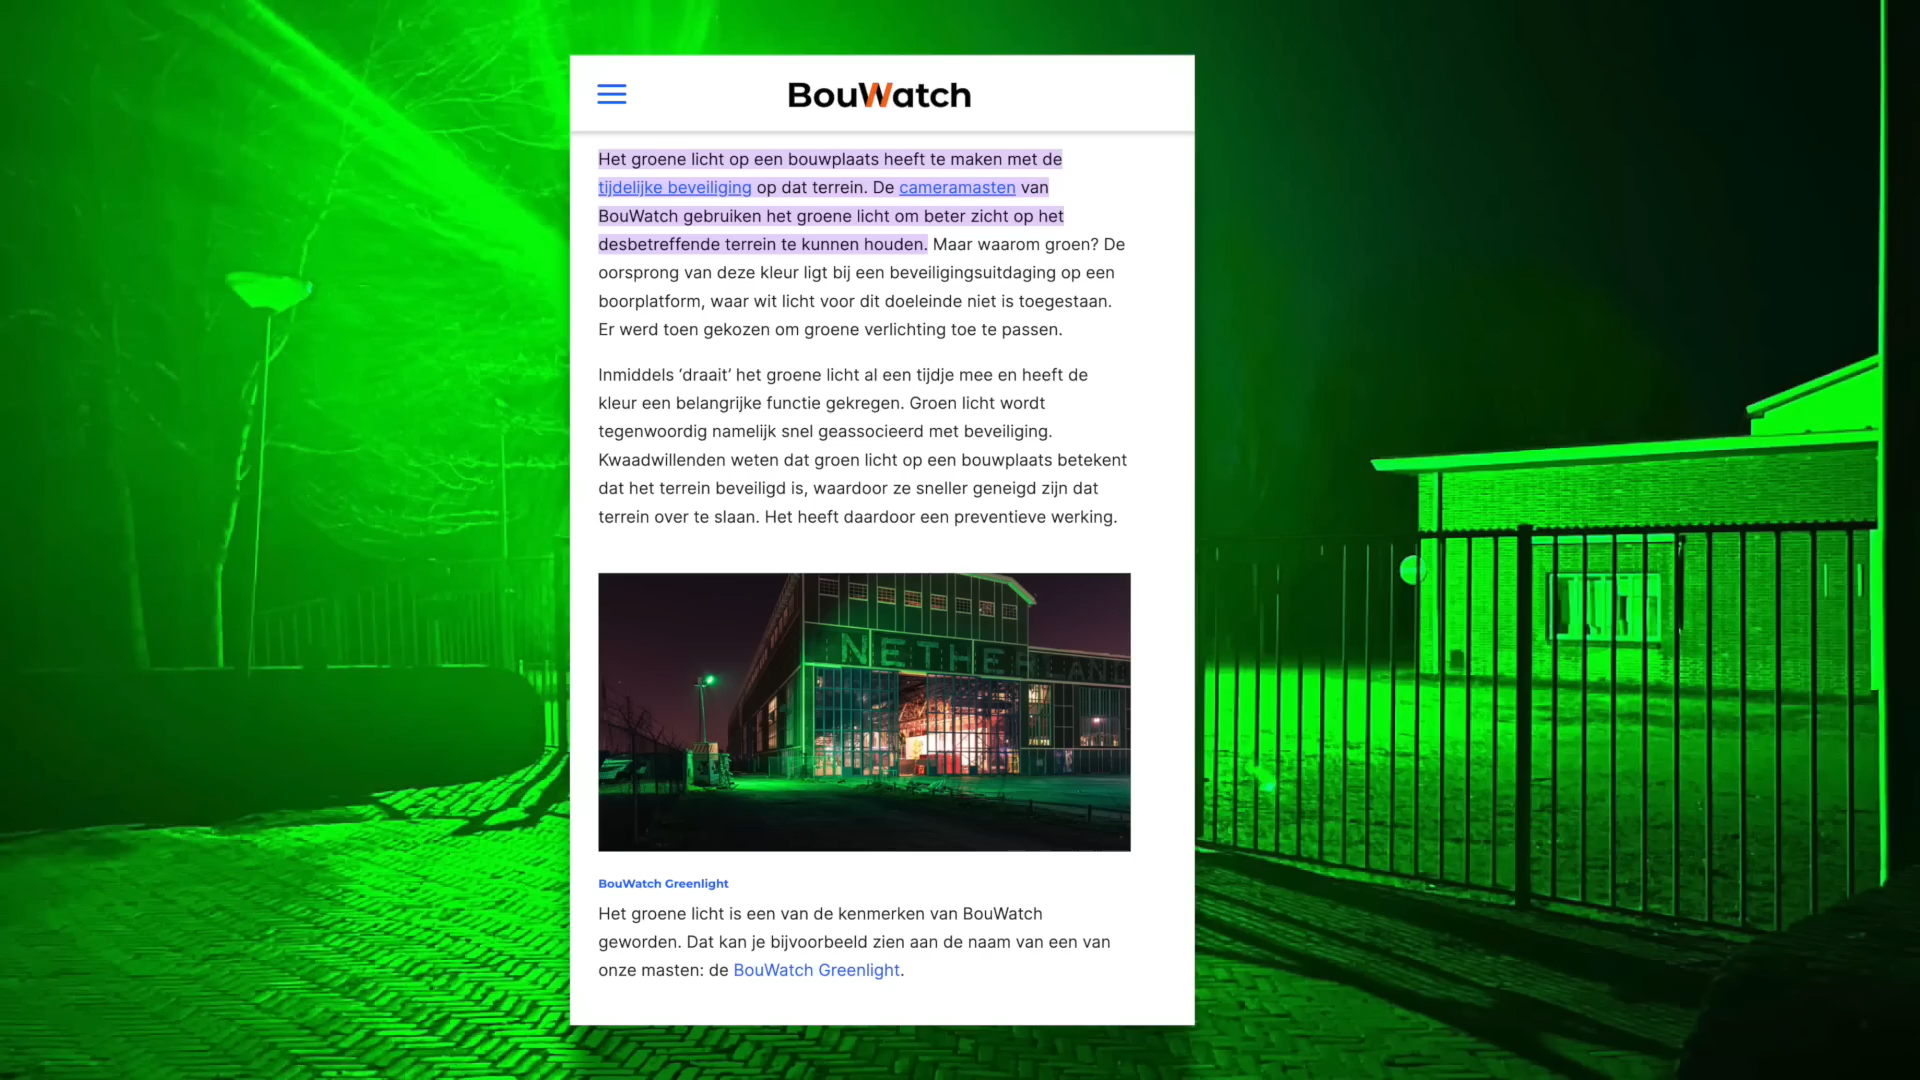 BouWatch
Het groene licht op een bouwplaats heeft te maken met de
tijdelijke beveiliging op dat terrein. De cameramasten van
BouWatch gebruiken het groene licht om beter zicht op het
desbetreffende terrein te kunnen houden. Maar waarom groen? De
oorsprong van deze kleur ligt bij een beveiligingsuitdaging op een
boorplatform, waar wit licht voor dit doeleinde niet is toegestaan.
Er werd toen gekozen om groene verlichting toe te passen.
Inmiddels ‘draait’ het groene licht al een tijdje mee en heeft de
kleur een belangrijke functie gekregen. Groen licht wordt
tegenwoordig namelijk snel geassocieerd met beveiliging.
Kwaadwillenden weten dat groen licht op een bouwplaats betekent
dat het terrein beveiligd is, waardoor ze sneller geneigd zijn dat
terrein over te slaan. Het heeft daardoor een preventieve werking.
NETHERLAND
BouWatch Greenlight
Het groene licht is een van de kenmerken van BouWatch
geworden. Dat kan je bijvoorbeeld zien aan de naam van een van
onze masten: de BouWatch Greenlight.